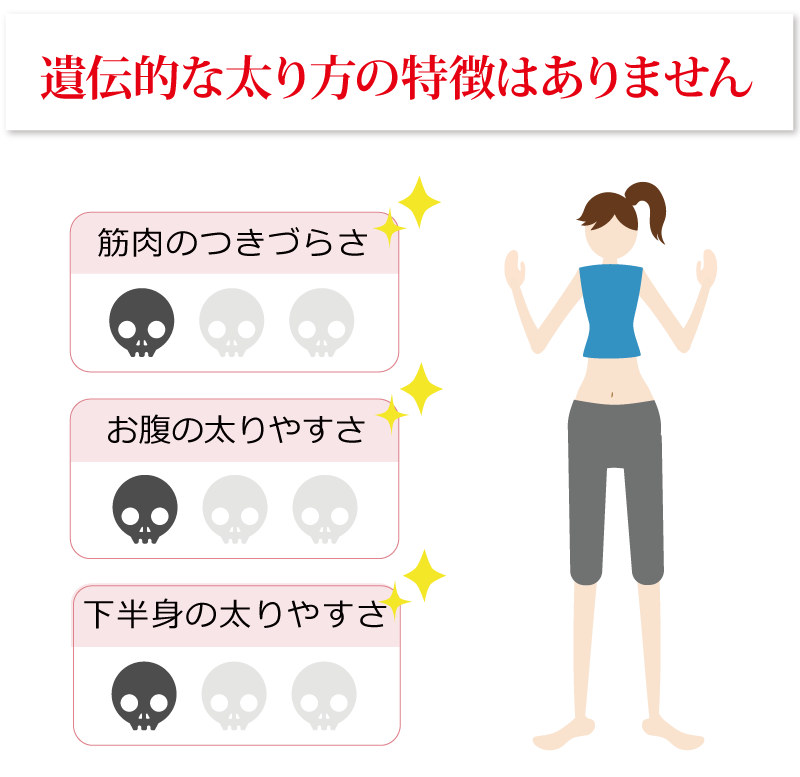 遺伝的な太り方の特徴はありません
筋肉のつきづらさ
お腹の太りやすさ
下半身の太りやすさ